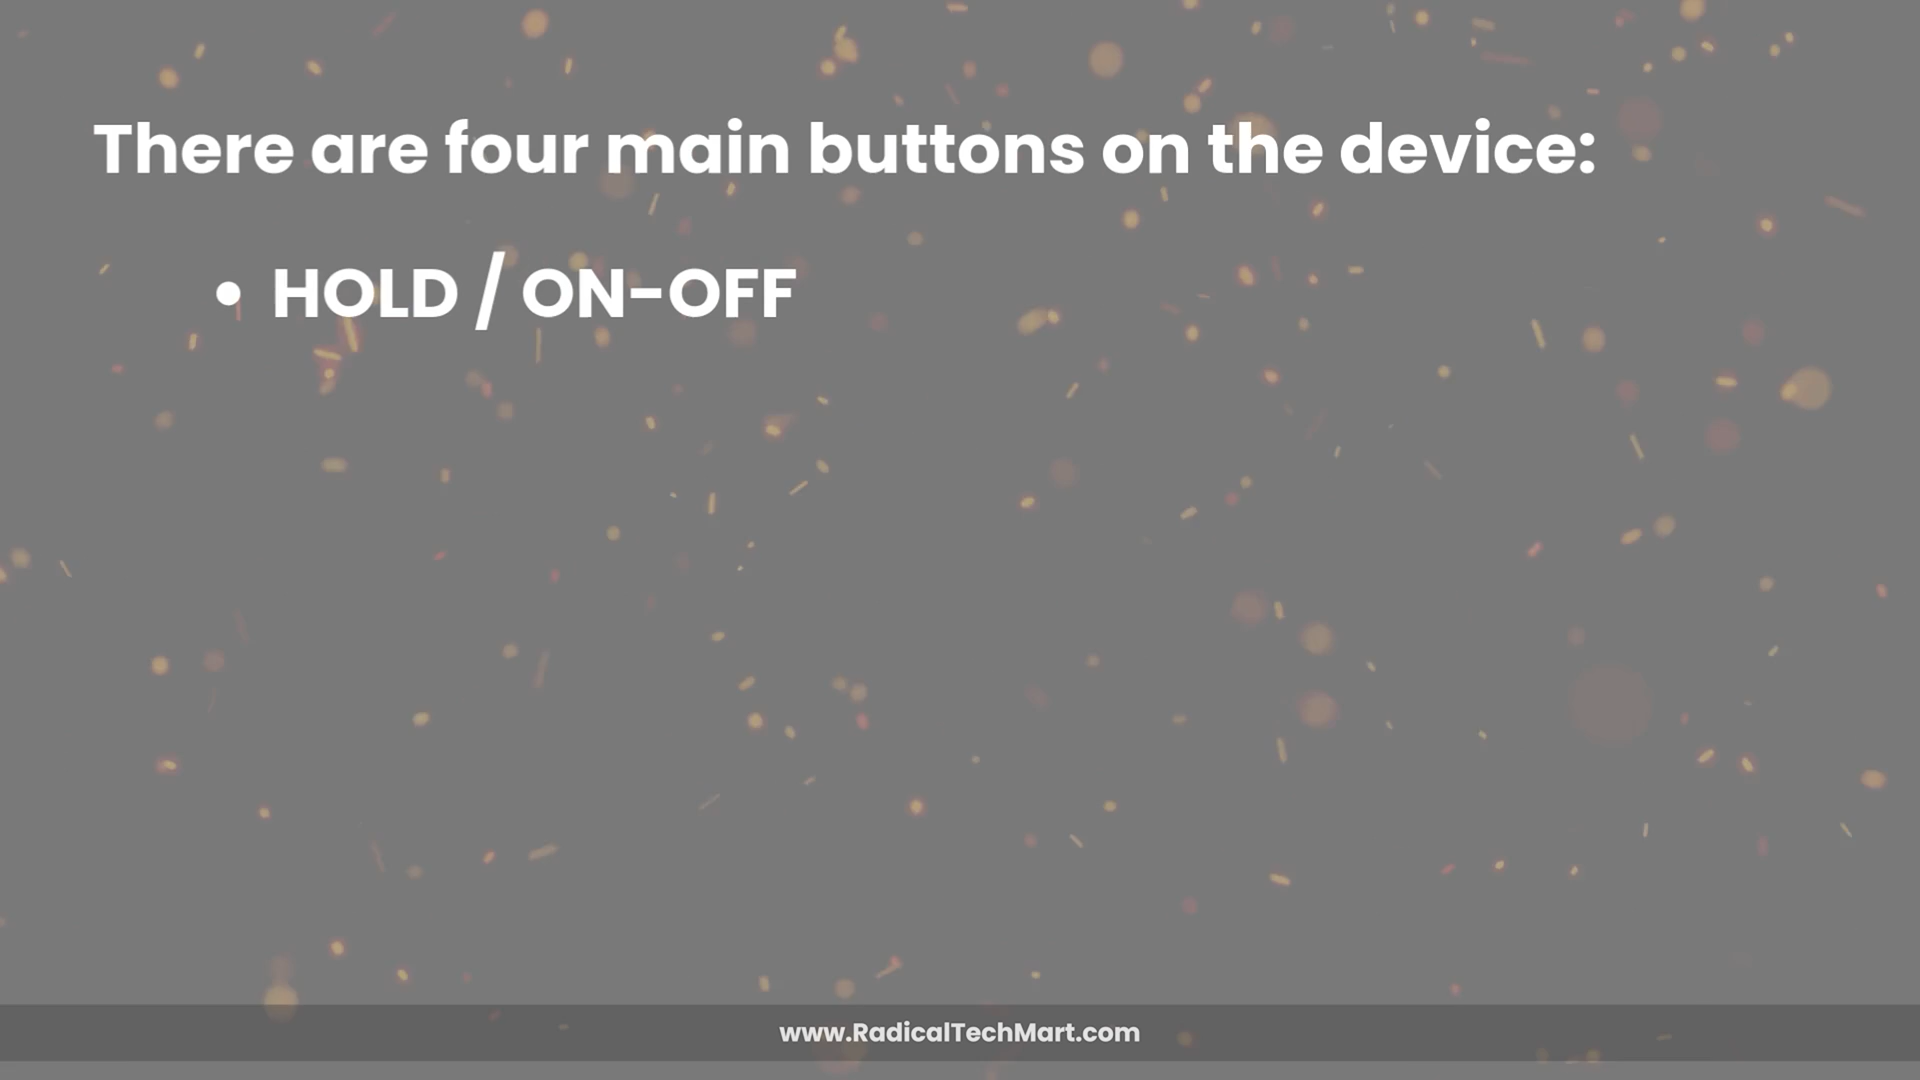 There are four main buttons on the device:
• HOLD / ON-OFF
www.RadicalTechMart.com